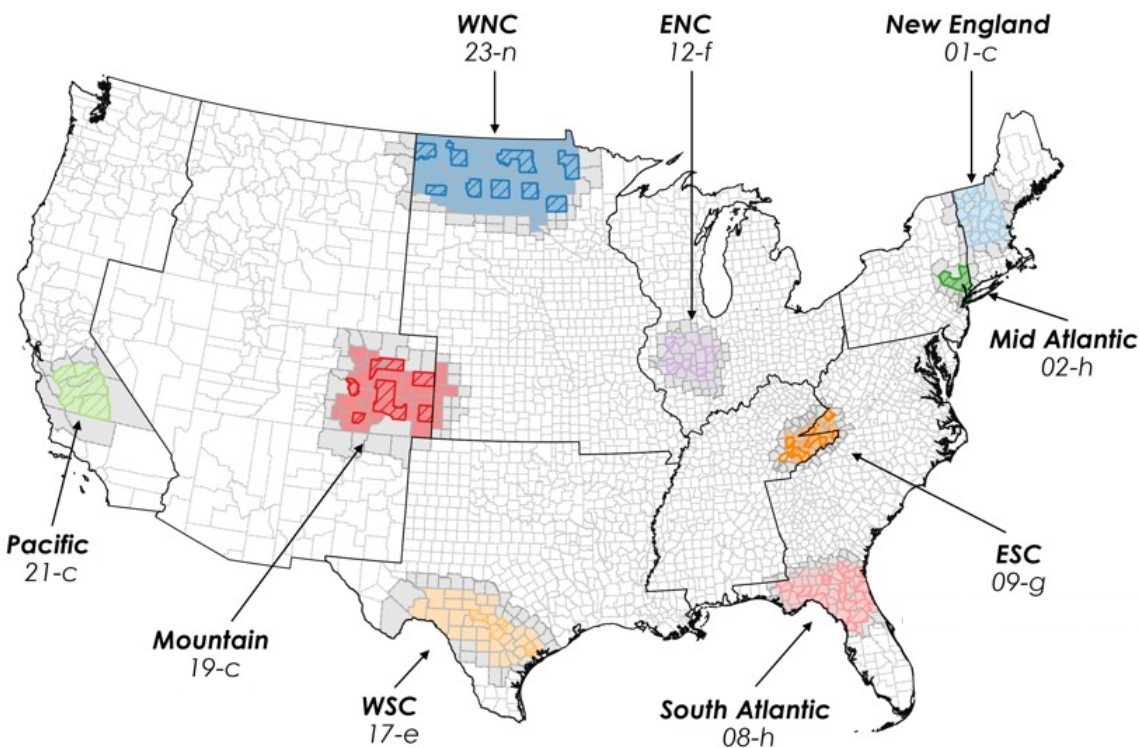 WNC
23-n
ENC
12-f
New England
01-c
Mid Atlantic
02-h
Pacific
21-c
ESC
09-g
Mountain
19-c
WSC
17-e
South Atlantic
08-h